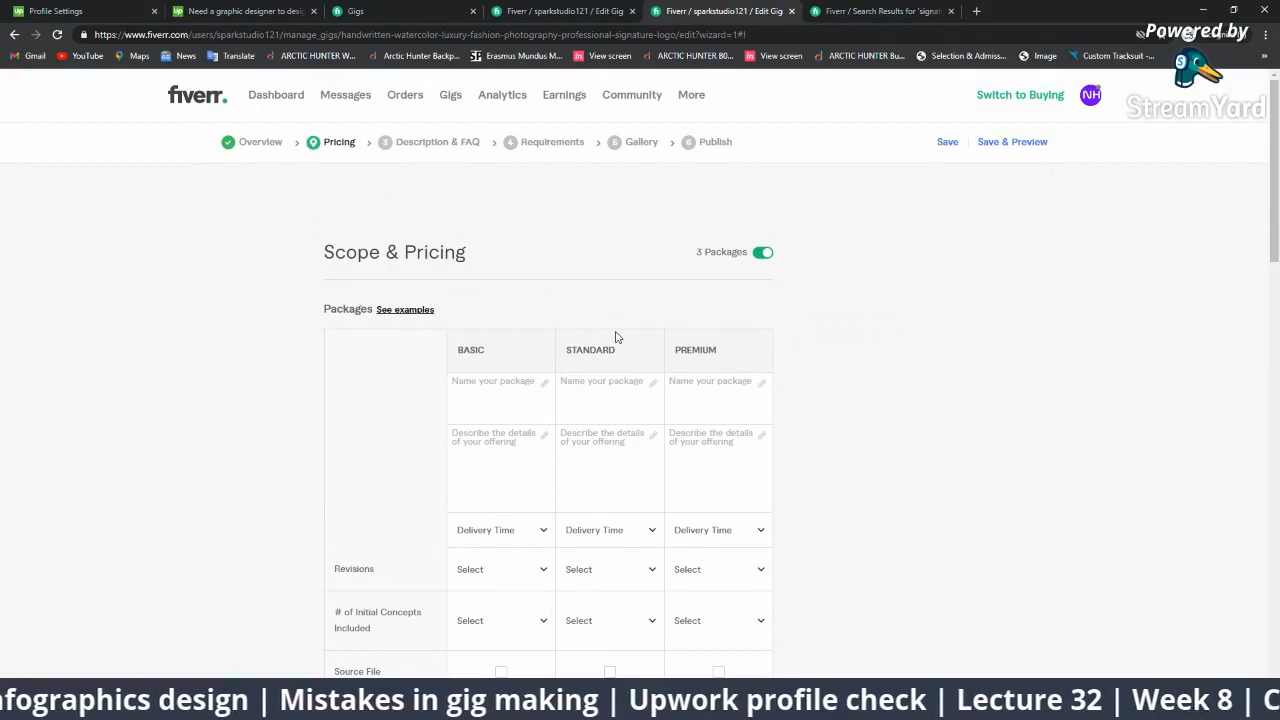 Profile Settings
Need a graphic designer to desig
Gigs
Fiverr / sparkstudio121 / Edit Gig
Fiverr / sparkstudio121 / Edit Gig
Fiverr / Search Results for 'signat
https://www.fiverr.com/users/sparkstudio121/manage_gigs/handwritten-watercolor-luxury-fashion-photography-professional-signature-logo/edit?wizard=1#!
Powered by
Gmail YouTube Maps News Translate ARCTIC HUNTER W... Arctic Hunter Backp... Erasmus Mundus M... View screen ARCTIC HUNTER B0... View screen ARCTIC HUNTER Bu... Selection & Admiss... Image Custom Tracksuit -...
StreamYard
fiverr. Dashboard Messages Orders Gigs Analytics Earnings Community More Switch to Buying NH
Overview Pricing 3 Description & FAQ 4 Requirements 5 Gallery 6 Publish Save Save & Preview
Scope & Pricing 3 Packages
Packages See examples
BASIC STANDARD PREMIUM
Name your package Name your package Name your package
Describe the details Describe the details Describe the details
of your offering of your offering of your offering
Delivery Time Delivery Time Delivery Time
Revisions Select Select Select
# of Initial Concepts
Included Select Select Select
Source File
nfographics design | Mistakes in gig making | Upwork profile check | Lecture 32 | Week 8 | C